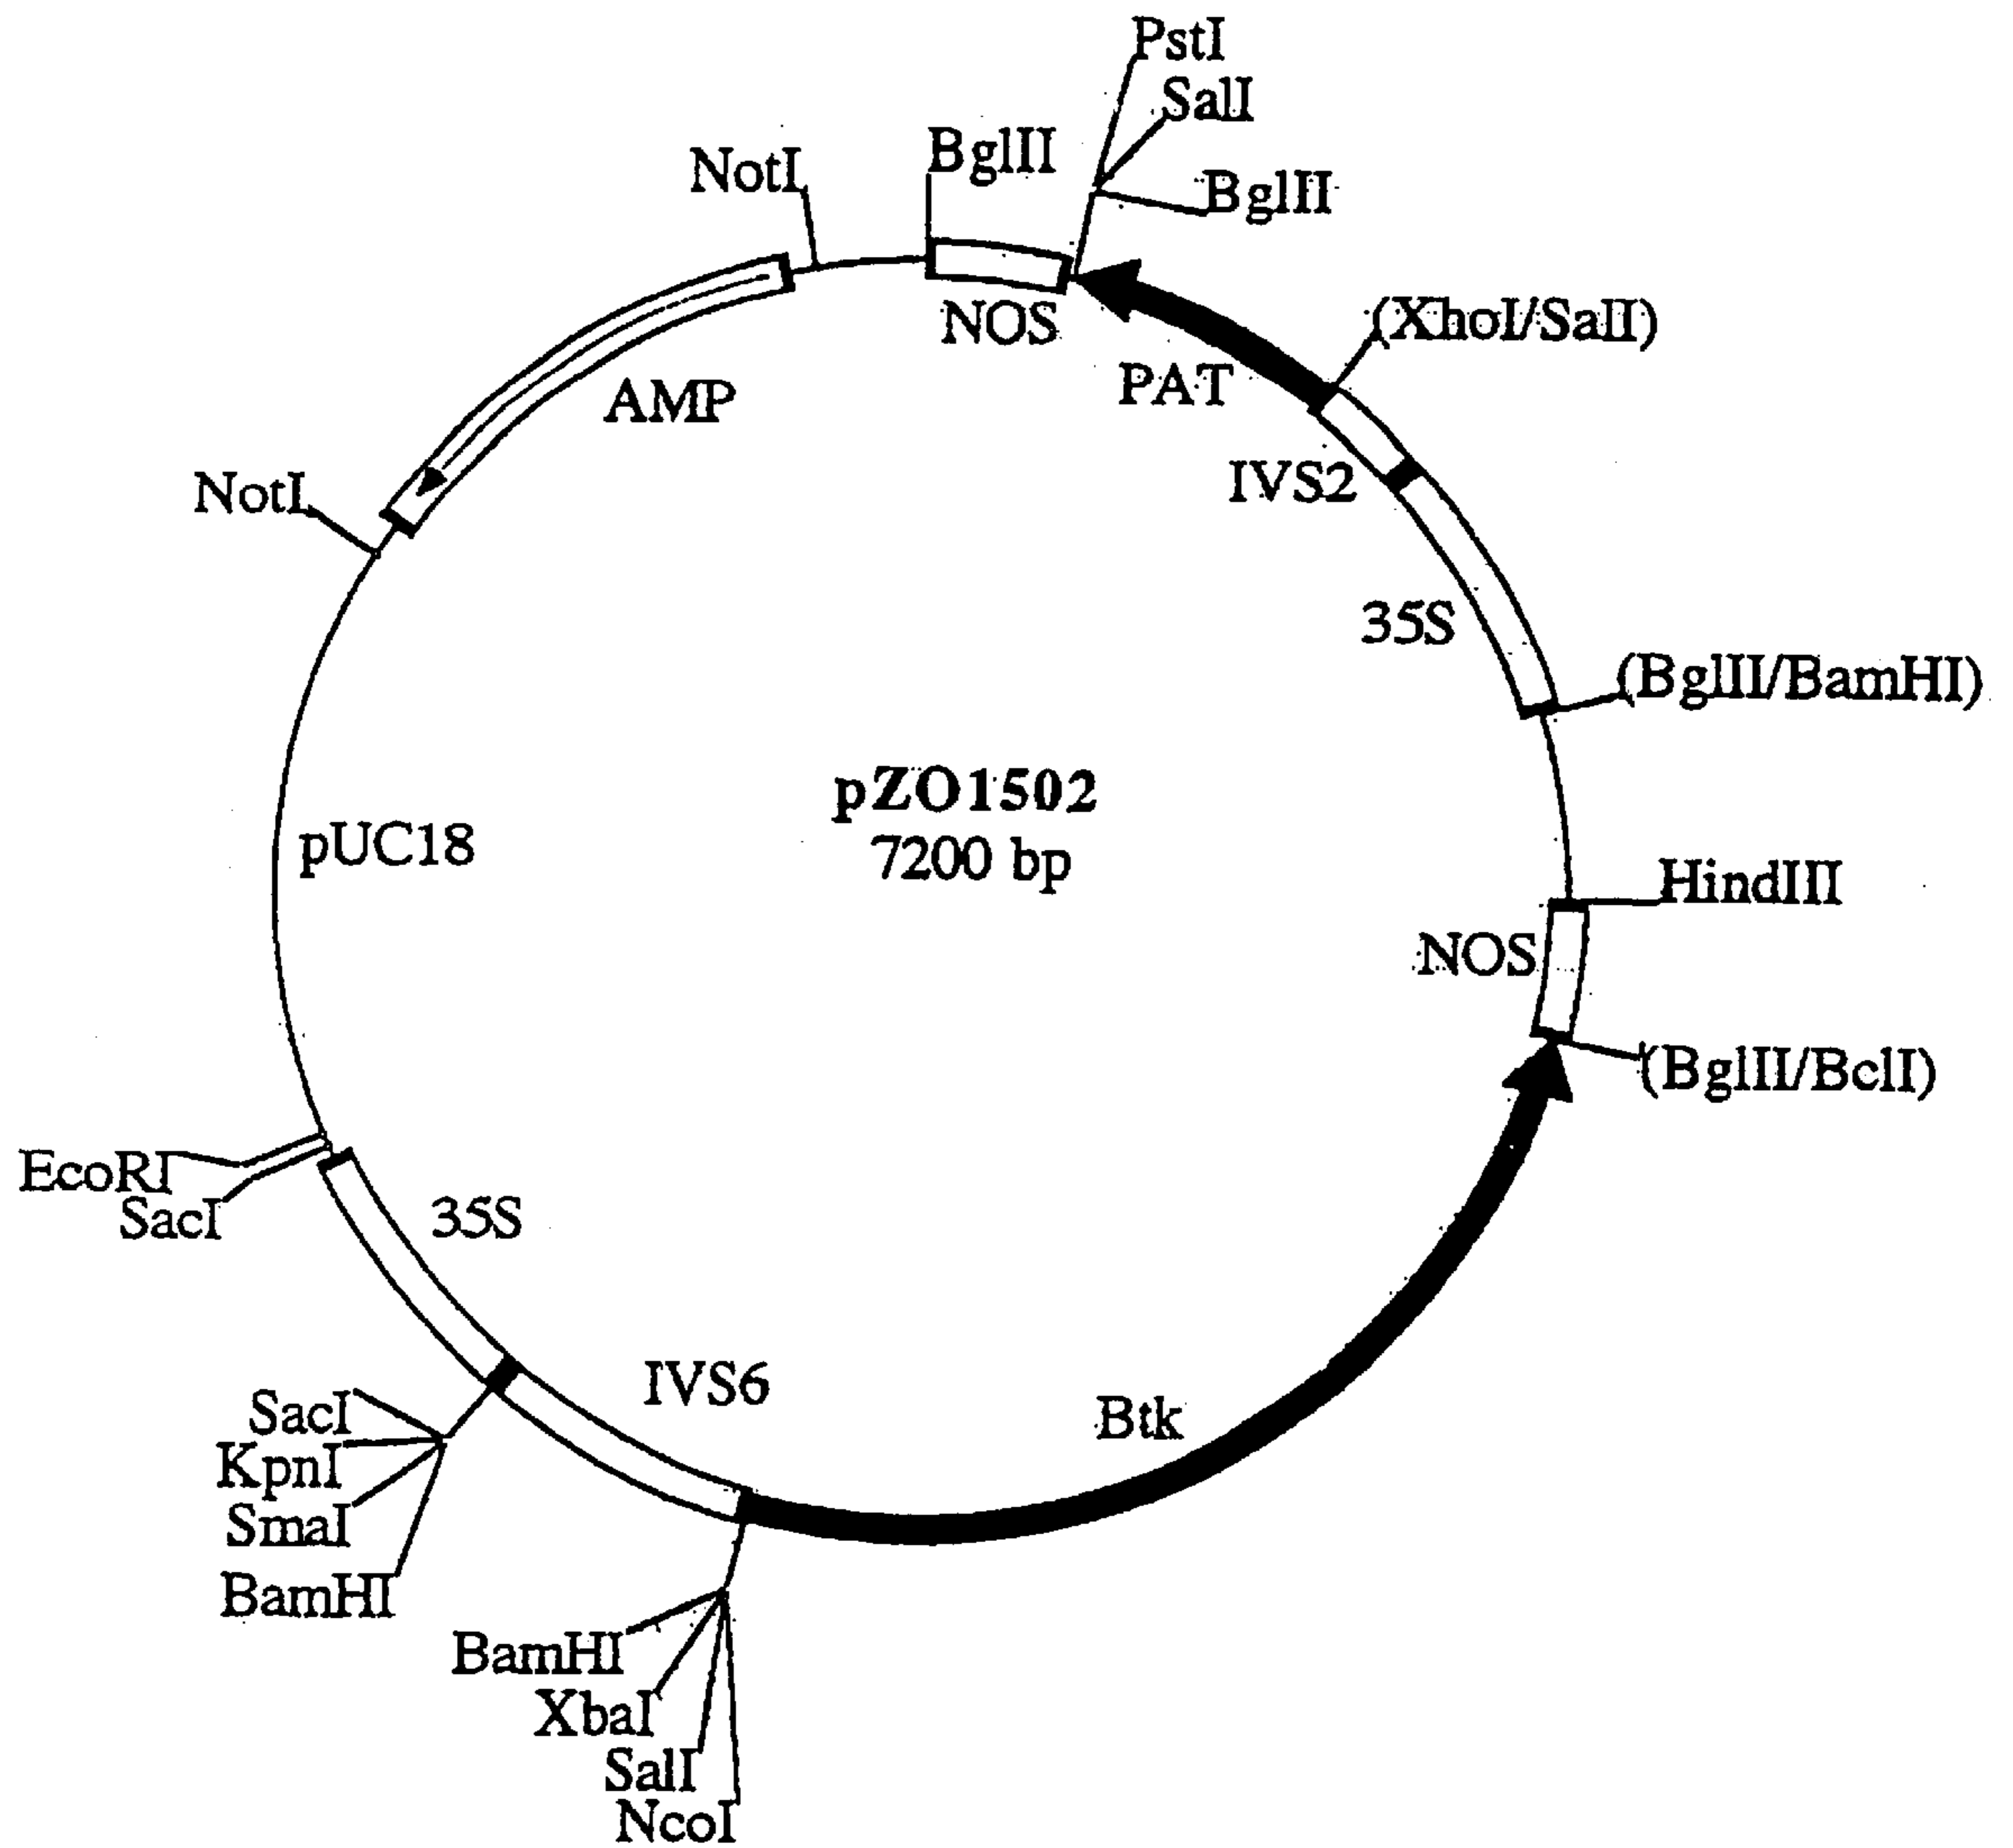 PstI
SalI
BglII
NotI
BglII
NOS
(XhoI/SalI)
PAT
AMP
IVS2
NotI
35S
(BglII/BamHI)
pZO1502
7200 bp
pUC18
HindIII
NOS
(BglII/BclI)
EcoRI
SacI
35S
IVS6
SacI
KpnI
SmaI
BamHI
Btk
BamHI
XbaI
SalI
NcoI